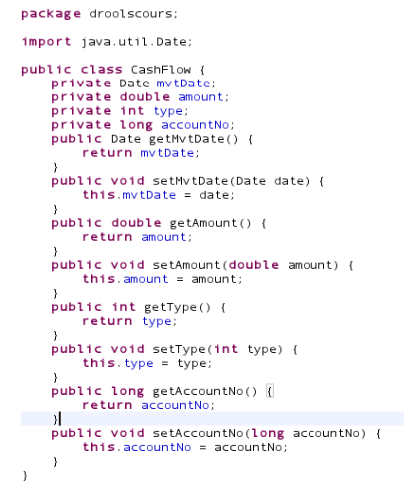 package droolscours;
import java.util.Date;
public class CashFlow {
    private Date mvtDate;
    private double amount;
    private int type;
    private long accountNo;
    public Date getMvtDate() {
        return mvtDate;
    }
    public void setMvtDate(Date date) {
        this.mvtDate = date;
    }
    public double getAmount() {
        return amount;
    }
    public void setAmount(double amount) {
        this.amount = amount;
    }
    public int getType() {
        return type;
    }
    public void setType(int type) {
        this.type = type;
    }
    public long getAccountNo() {
        return accountNo;
    }
    public void setAccountNo(long accountNo) {
        this.accountNo = accountNo;
    }
}